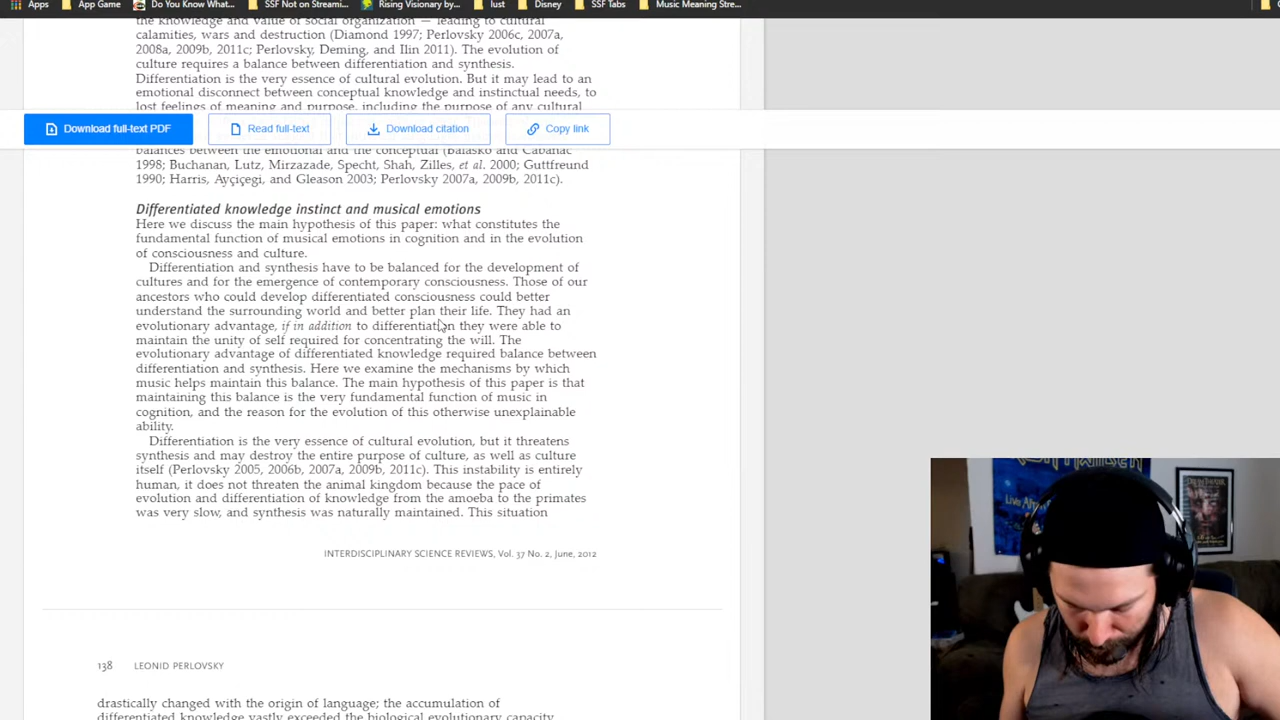 Apps App Game Do You Know What... SSF Not on Streami... Rising Visionary by... lust Disney SSF Tabs Music Meaning Stre...
the knowledge and value of social organization — leading to cultural
calamities, wars and destruction (Diamond 1997; Perlovsky 2006c, 2007a,
2008a, 2009b, 2011c; Perlovsky, Deming, and Ilin 2011). The evolution of
culture requires a balance between differentiation and synthesis.
Differentiation is the very essence of cultural evolution. But it may lead to an
emotional disconnect between conceptual knowledge and instinctual needs, to
lost feelings of meaning and purpose, including the purpose of any cultural
Download full-text PDF Read full-text Download citation Copy link
balances between the emotional and the conceptual (Balasko and Cabanac
1998; Buchanan, Lutz, Mirzazade, Specht, Shah, Zilles, et al. 2000; Guttfreund
1990; Harris, Ayçiçegi, and Gleason 2003; Perlovsky 2007a, 2009b, 2011c).
Differentiated knowledge instinct and musical emotions
Here we discuss the main hypothesis of this paper: what constitutes the
fundamental function of musical emotions in cognition and in the evolution
of consciousness and culture.
Differentiation and synthesis have to be balanced for the development of
cultures and for the emergence of contemporary consciousness. Those of our
ancestors who could develop differentiated consciousness could better
understand the surrounding world and better plan their life. They had an
evolutionary advantage, if in addition to differentiation they were able to
maintain the unity of self required for concentrating the will. The
evolutionary advantage of differentiated knowledge required balance between
differentiation and synthesis. Here we examine the mechanisms by which
music helps maintain this balance. The main hypothesis of this paper is that
maintaining this balance is the very fundamental function of music in
cognition, and the reason for the evolution of this otherwise unexplainable
ability.
Differentiation is the very essence of cultural evolution, but it threatens
synthesis and may destroy the entire purpose of culture, as well as culture
itself (Perlovsky 2005, 2006b, 2007a, 2009b, 2011c). This instability is entirely
human, it does not threaten the animal kingdom because the pace of
evolution and differentiation of knowledge from the amoeba to the primates
was very slow, and synthesis was naturally maintained. This situation
INTERDISCIPLINARY SCIENCE REVIEWS, Vol. 37 No. 2, June, 2012
138 LEONID PERLOVSKY
drastically changed with the origin of language; the accumulation of
differentiated knowledge vastly exceeded the biological evolutionary capacity